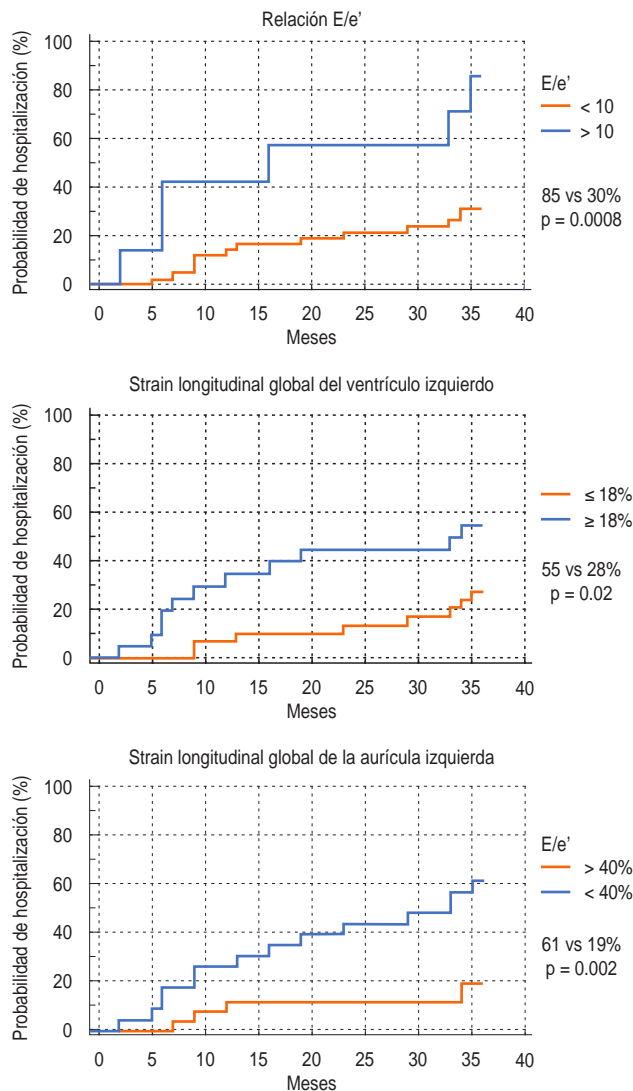 Relación E/e’
Probabilidad de hospitalización (%)
100
80
60
40
20
0
0 5 10 15 20 25 30 35 40
Meses
E/e’
< 10
> 10
85 vs 30%
p = 0.0008
Strain longitudinal global del ventrículo izquierdo
Probabilidad de hospitalización (%)
100
80
60
40
20
0
0 5 10 15 20 25 30 35 40
Meses
≤ 18%
≥ 18%
55 vs 28%
p = 0.02
Strain longitudinal global de la aurícula izquierda
Probabilidad de hospitalización (%)
100
80
60
40
20
0
0 5 10 15 20 25 30 35 40
Meses
E/e’
> 40%
< 40%
61 vs 19%
p = 0.002